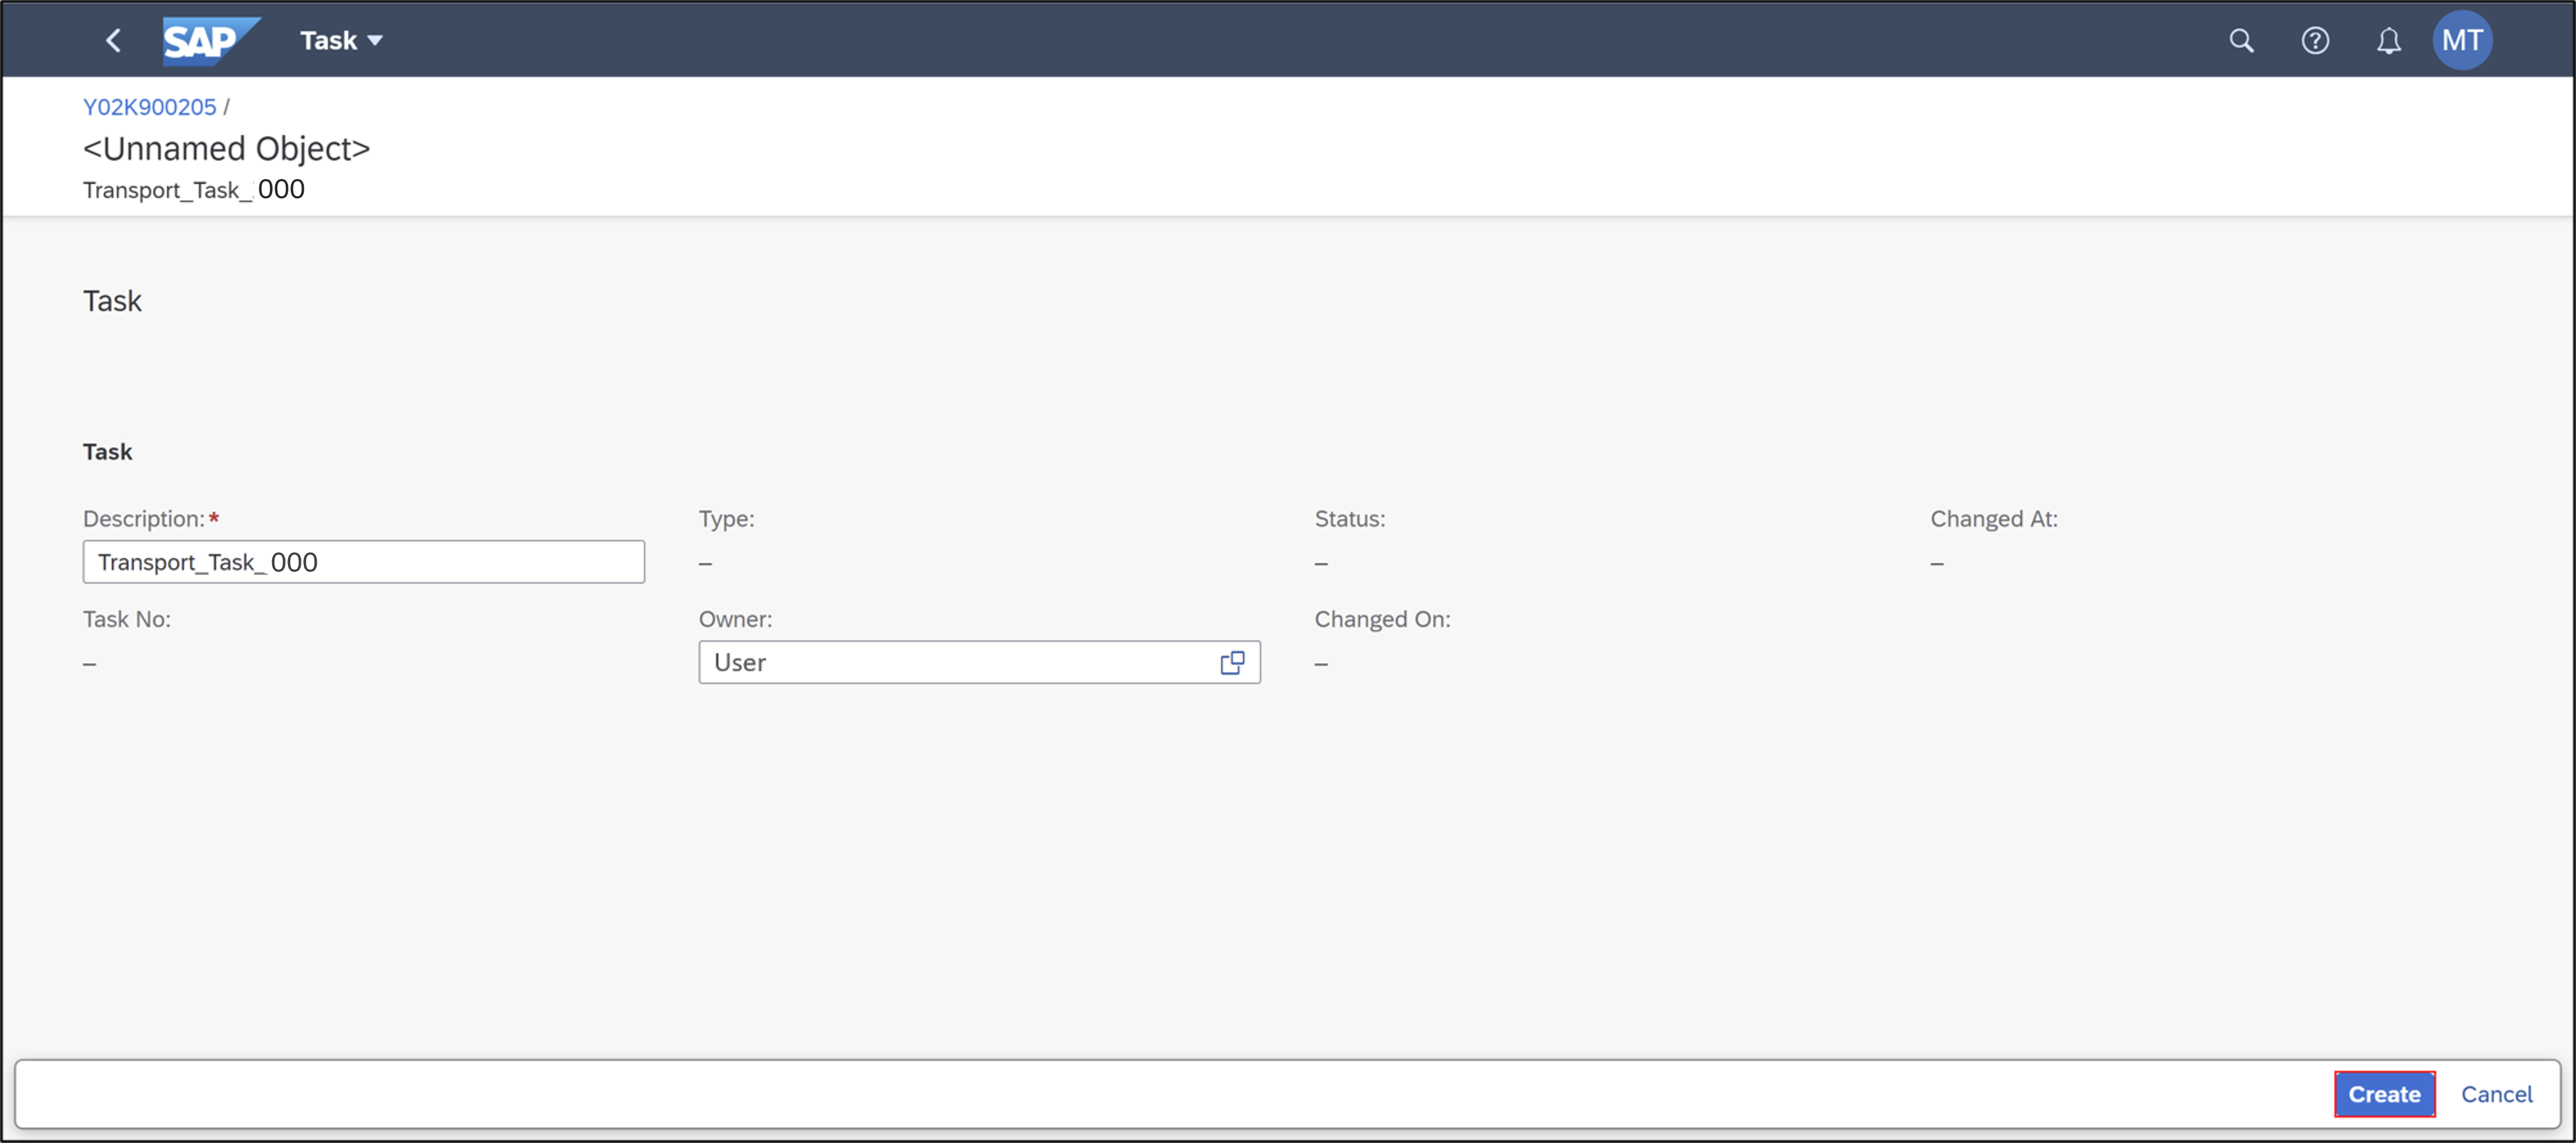 SAP Task MT
Y02K900205 /
<Unnamed Object>
Transport_Task_000
Task
Task
Description:* Type: Status: Changed At:
Transport_Task_000 – – –
Task No: Owner: Changed On:
– User –
Create Cancel